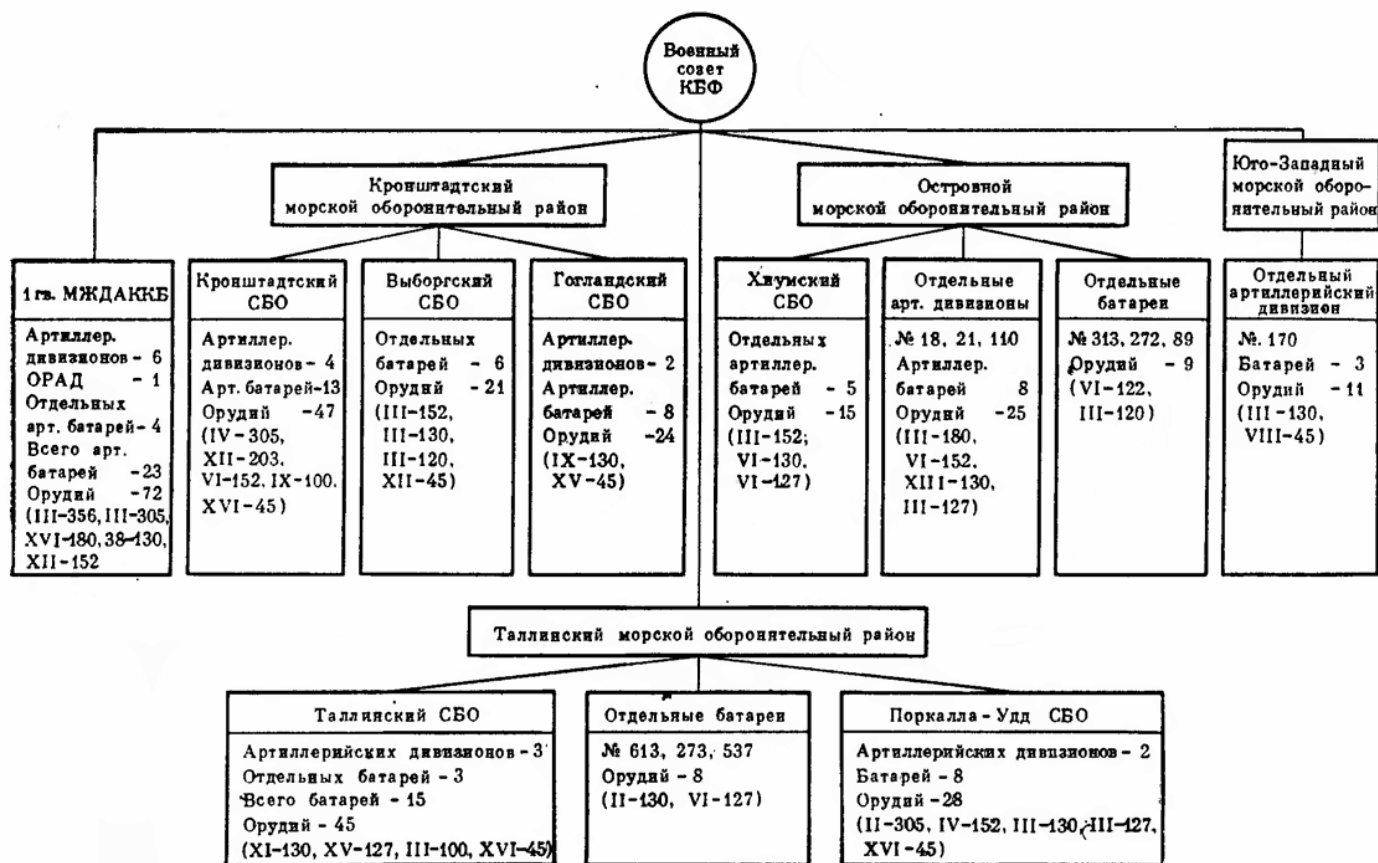 Военный
совет
КБФ
Кронштадтский
морской оборонительный район
Островной
морской оборонительный район
Юго-Западный
морской оборо-
нительный район
1 гв. МЖДАККБ
Артиллер.
дивизионов - 6
ОРАД - 1
Отдельных
арт. батарей - 4
Всего арт.
батарей - 23
Орудий - 72
(III-356, III-305,
XVI-180, 38-130,
XII-152
Кронштадтский
СБО
Артиллер.
дивизионов - 4
Арт. батарей - 13
Орудий - 47
(IV-305,
XII-203,
VI-152, IX-100,
XVI-45)
Выборгский
СБО
Отдельных
батарей - 6
Орудий - 21
(III-152,
III-130,
III-120,
XII-45)
Гогландский
СБО
Артиллер.
дивизионов - 2
Артиллер.
батарей - 8
Орудий - 24
(IX-130,
XV-45)
Хиумский
СБО
Отдельных
артиллер.
батарей - 5
Орудий - 15
(III-152;
VI-130,
VI-127)
Отдельные
арт. дивизионы
№ 18, 21, 110
Артиллер.
батарей 8
Орудий - 25
(III-180,
VI-152,
XIII-130,
III-127)
Отдельные
батареи
№ 313, 272, 89
Орудий - 9
(VI-122,
III-120)
Отдельный
артиллерийский
дивизион
№. 170
Батарей - 3
Орудий - 11
(III-130,
VIII-45)
Таллинский морской оборонительный район
Таллинский СБО
Артиллерийских дивизионов - 3
Отдельных батарей - 3
Всего батарей - 15
Орудий - 45
(XI-130, XV-127, III-100, XVI-45)
Отдельные батареи
№ 613, 273, 537
Орудий - 8
(II-130, VI-127)
Поркалла-Удд СБО
Артиллерийских дивизионов - 2
Батарей - 8
Орудий - 28
(II-305, IV-152, III-130, III-127,
XVI-45)